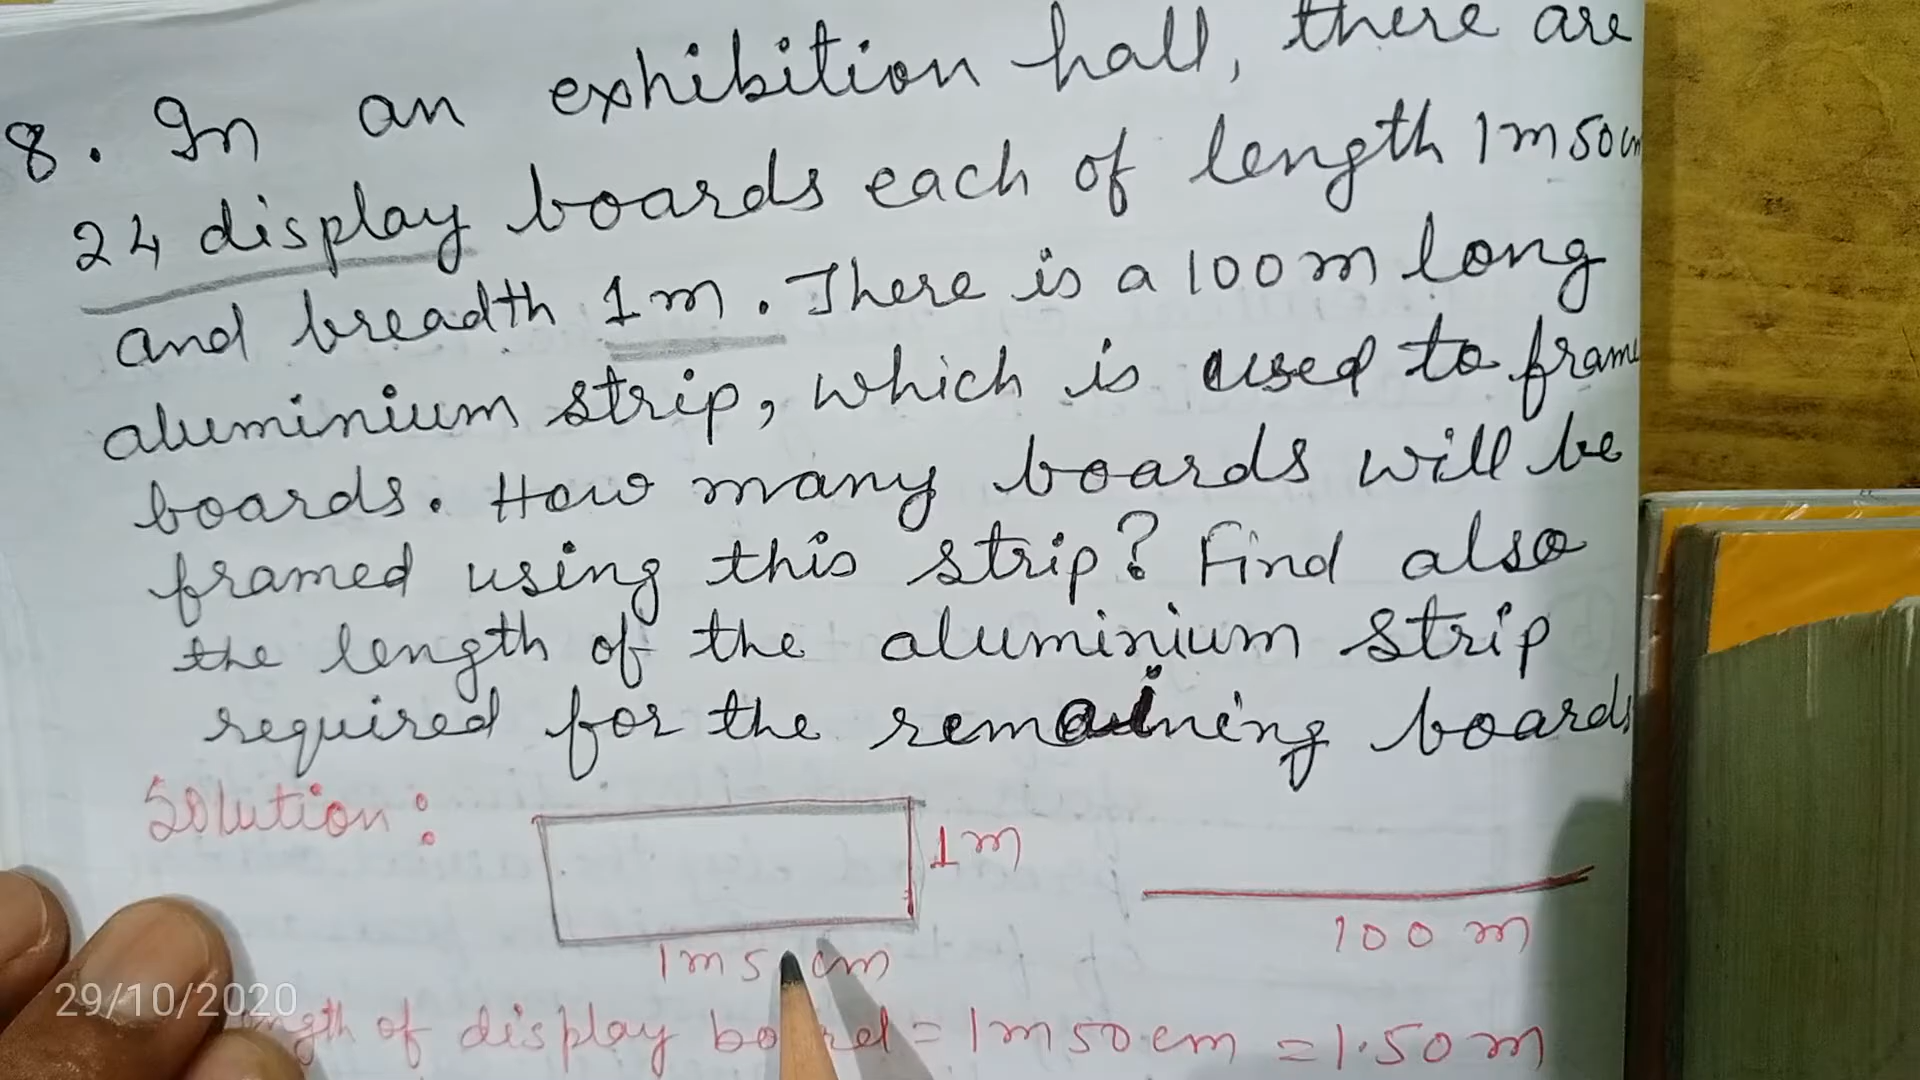 8. In an exhibition hall, there are
24 display boards each of length 1m 50cm
and breadth 1m. There is a 100m long
aluminium strip, which is used to frame
boards. How many boards will be
framed using this strip? Find also
the length of the aluminium strip
required for the remaining boards
Solution:
1m
100 m
1m 5 cm
29/10/2020
of display = 1m 50 cm = 1.50 m